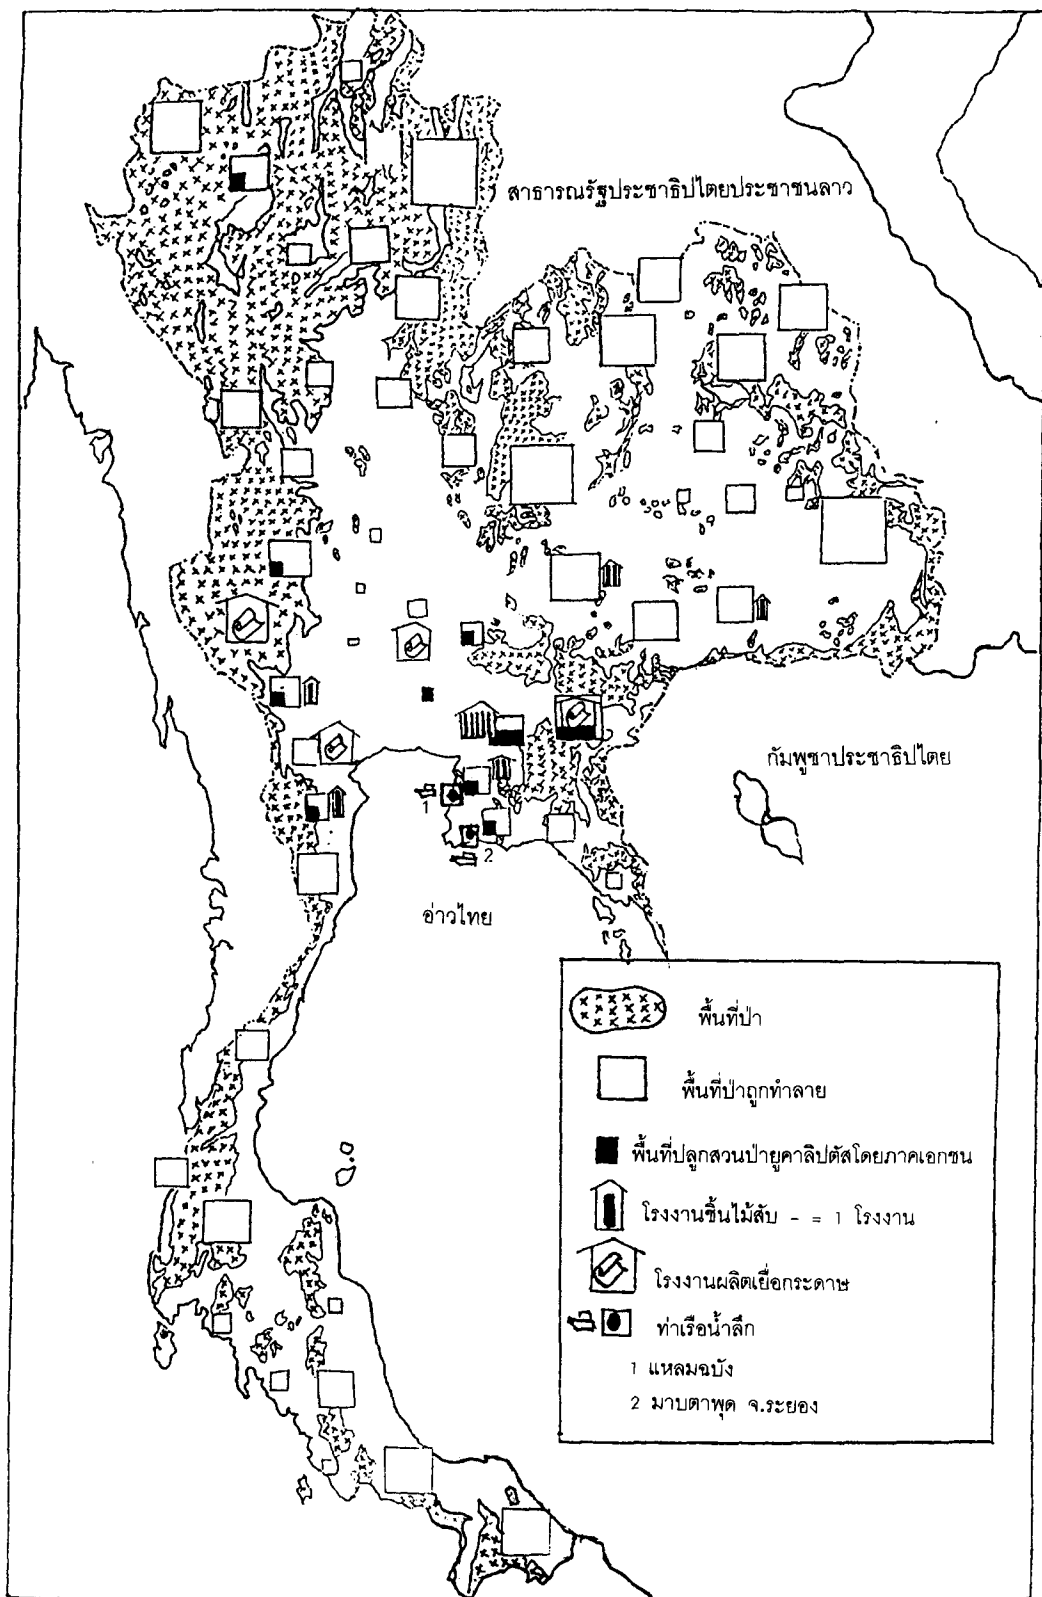 สาธารณรัฐประชาธิปไตยประชาชนลาว
กัมพูชาประชาธิปไตย
1
2
อ่าวไทย
พื้นที่ป่า
พื้นที่ป่าถูกทำลาย
พื้นที่ปลูกสวนป่ายูคาลิปตัสโดยภาคเอกชน
โรงงานชิ้นไม้สับ - = 1 โรงงาน
โรงงานผลิตเยื่อกระดาษ
ท่าเรือน้ำลึก
1 แหลมฉบัง
2 มาบตาพุด จ.ระยอง